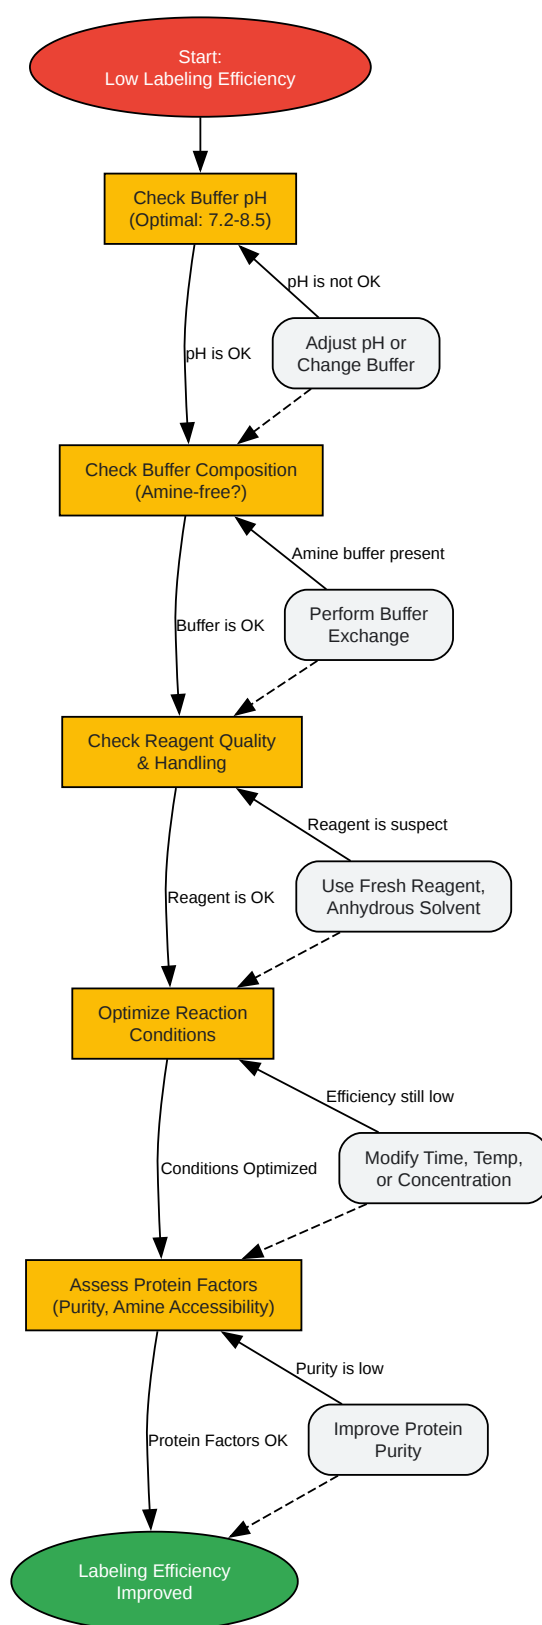 Start:
Low Labeling Efficiency
Check Buffer pH
(Optimal: 7.2-8.5)
pH is not OK
Adjust pH or
Change Buffer
pH is OK
Check Buffer Composition
(Amine-free?)
Amine buffer present
Perform Buffer
Exchange
Buffer is OK
Check Reagent Quality
& Handling
Reagent is suspect
Use Fresh Reagent,
Anhydrous Solvent
Reagent is OK
Optimize Reaction
Conditions
Efficiency still low
Modify Time, Temp,
or Concentration
Conditions Optimized
Assess Protein Factors
(Purity, Amine Accessibility)
Purity is low
Improve Protein
Purity
Protein Factors OK
Labeling Efficiency
Improved